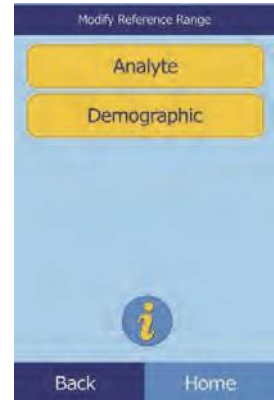 Modify Reference Range
Analyte
Demographic
i
Back
Home